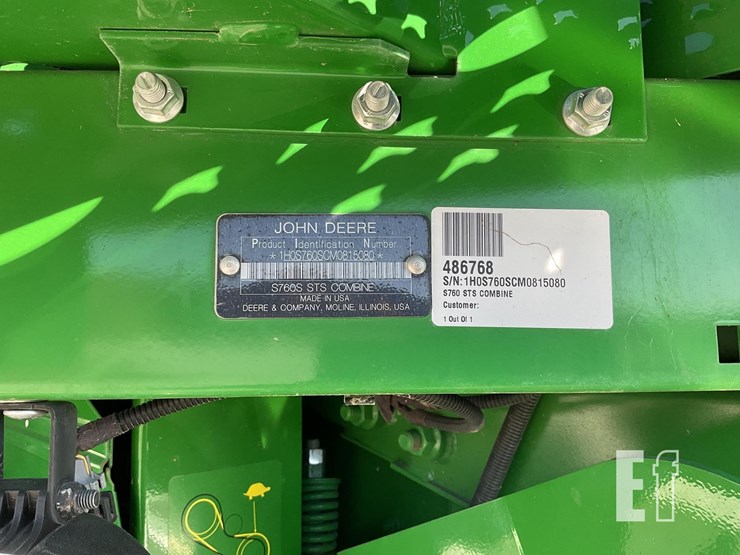 JOHN DEERE
Product Identification Number
*1H0S760SCM0815080*
S760S STS COMBINE
MADE IN USA
DEERE & COMPANY, MOLINE, ILLINOIS, USA
486768
S/N:1H0S760SCM0815080
S760 STS COMBINE
Customer:
1 Out Of 1
Ef